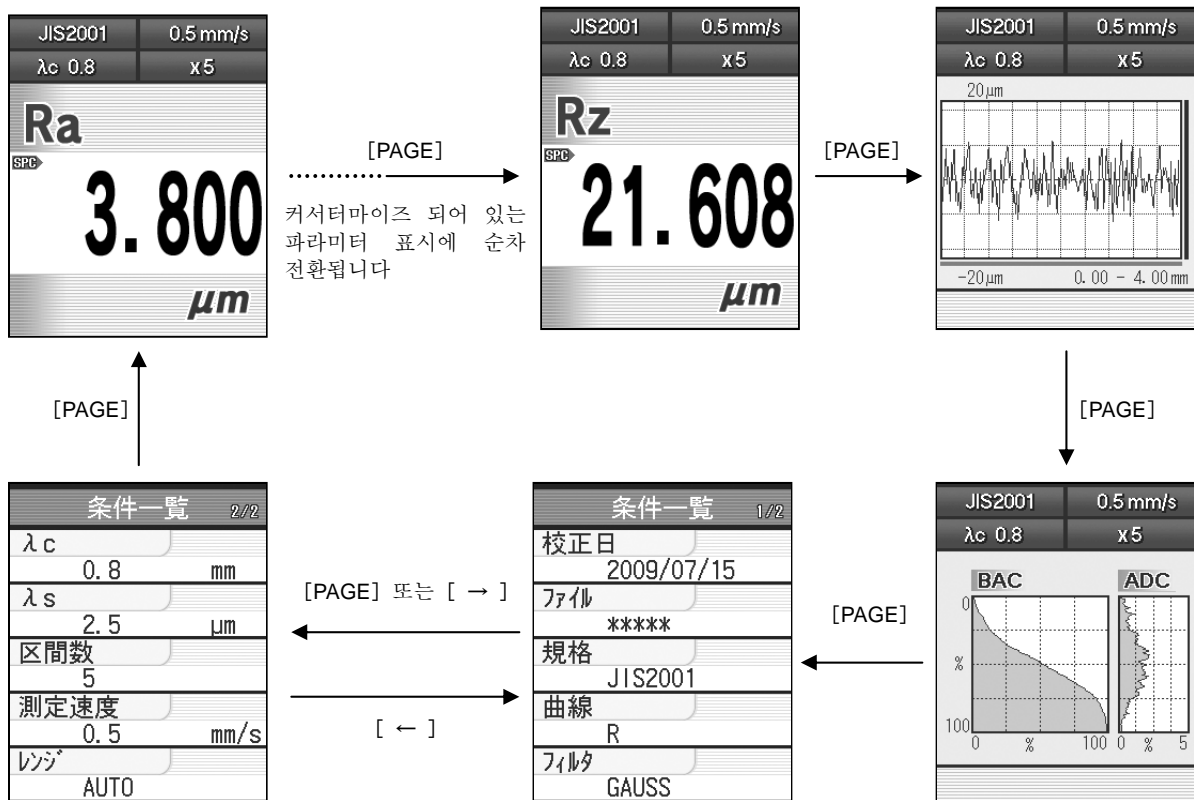 JIS2001 0.5 mm/s
λc 0.8 x5
Ra
SPC
3.800
µm
[PAGE]
커서터마이즈 되어 있는
파라미터 표시에 순차
전환됩니다
JIS2001 0.5 mm/s
λc 0.8 x5
Rz
SPC
21.608
µm
[PAGE]
JIS2001 0.5 mm/s
λc 0.8 x5
20µm
-20µm 0.00 - 4.00mm
[PAGE]
[PAGE]
条件一覧 2/2
λc
0.8 mm
λs
2.5 µm
区間数
5
測定速度
0.5 mm/s
ﾚﾝｼﾞ
AUTO
[PAGE] 또는 [ → ]
[ ← ]
条件一覧 1/2
校正日
2009/07/15
ﾌｧｲﾙ
*****
規格
JIS2001
曲線
R
ﾌｨﾙﾀ
GAUSS
[PAGE]
JIS2001 0.5 mm/s
λc 0.8 x5
BAC ADC
0
%
100
0 % 100 0 % 5